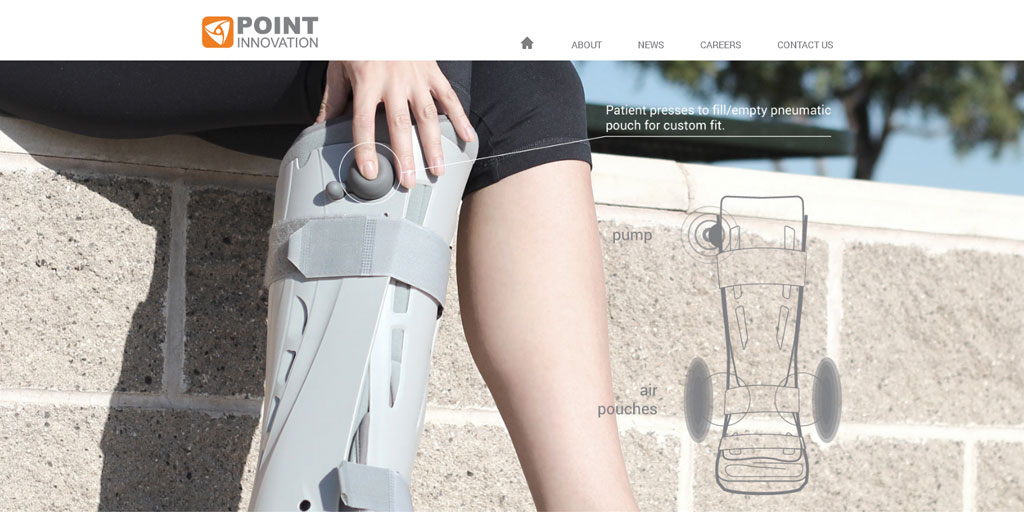 POINT
INNOVATION
ABOUT NEWS CAREERS CONTACT US
Patient presses to fill/empty pneumatic
pouch for custom fit.
pump
air
pouches